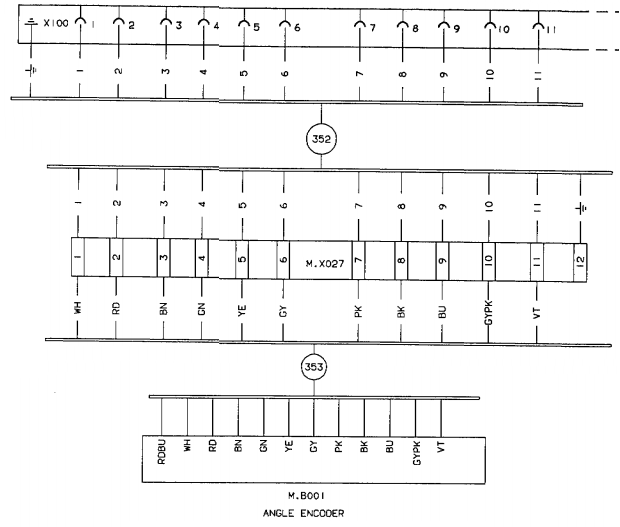 X100 1 2 3 4 5 6 7 8 9 10 11
1 2 3 4 5 6 7 8 9 10 11
352
1 2 3 4 5 6 7 8 9 10 11
1 2 3 4 5 6 M.X027 7 8 9 10 11 12
WH RD BN GN YE GY PK BK BU GYPK VT
353
RDBU WH RD BN GN YE GY PK BK BU GYPK VT
M.B001
ANGLE ENCODER